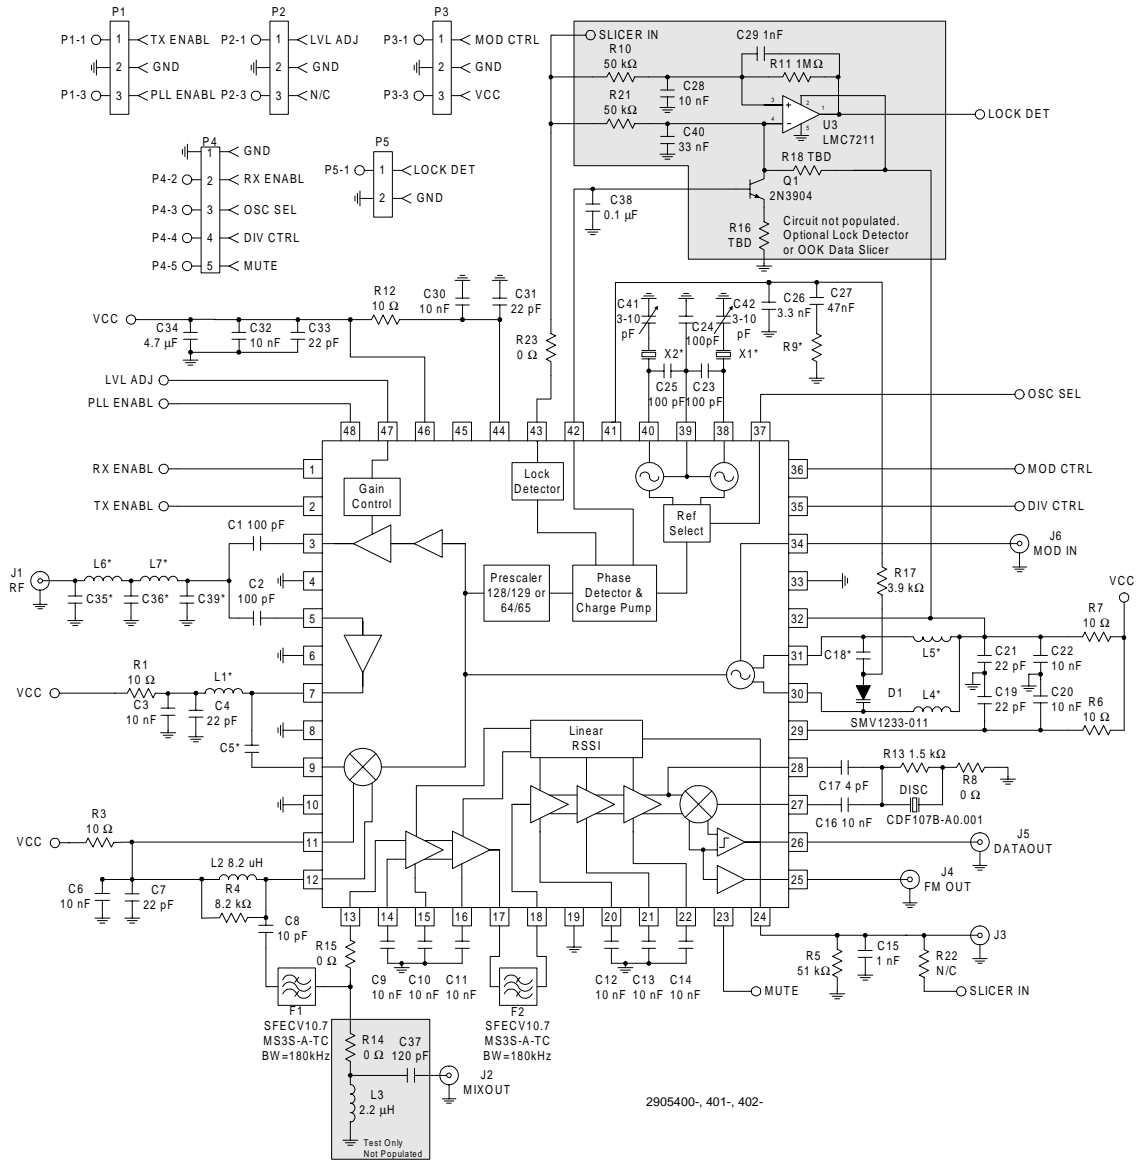 P1
P1-1 1 TX ENABL
2 GND
P1-3 3 PLL ENABL
P2
P2-1 1 LVL ADJ
2 GND
P2-3 3 N/C
P3
P3-1 1 MOD CTRL
2 GND
P3-3 3 VCC
P4
1 GND
P4-2 2 RX ENABL
P4-3 3 OSC SEL
P4-4 4 DIV CTRL
P4-5 5 MUTE
P5
P5-1 1 LOCK DET
2 GND
SLICER IN
R10
50 kΩ
R21
50 kΩ
C28
10 nF
C40
33 nF
C29 1nF
R11 1MΩ
3 + 2
1
4 - 5
U3
LMC7211
LOCK DET
R18 TBD
Q1
2N3904
R16
TBD
Circuit not populated.
Optional Lock Detector
or OOK Data Slicer
C38
0.1 µF
VCC
C34
4.7 µF
C32
10 nF
C33
22 pF
R12
10 Ω
C30
10 nF
C31
22 pF
R23
0 Ω
C41
3-10
pF
C24
100pF
C42
3-10
pF
X2*
X1*
C25
100 pF
C23
100 pF
C26
3.3 nF
C27
47nF
R9*
LVL ADJ
PLL ENABL
OSC SEL
48 47 46 45 44 43 42 41 40 39 38 37
RX ENABL
TX ENABL
1
2
3
4
5
6
7
8
9
10
11
12
Gain
Control
Lock
Detector
Ref
Select
Prescaler
128/129 or
64/65
Phase
Detector &
Charge Pump
Linear
RSSI
36
35
34
33
32
31
30
29
28
27
26
25
MOD CTRL
DIV CTRL
J6
MOD IN
C1 100 pF
C2
100 pF
J1
RF
L6*
L7*
C35*
C36*
C39*
VCC
R1
10 Ω
C3
10 nF
C4
22 pF
L1*
C5*
R17
3.9 kΩ
VCC
R7
10 Ω
C18*
L5*
C21
22 pF
C22
10 nF
D1
SMV1233-011
L4*
C19
22 pF
C20
10 nF
R6
10 Ω
R13 1.5 kΩ
C17 4 pF
R8
0 Ω
DISC
C16 10 nF
CDF107B-A0.001
J5
DATAOUT
J4
FM OUT
VCC
R3
10 Ω
C6
10 nF
C7
22 pF
L2 8.2 uH
R4
8.2 kΩ
C8
10 pF
13 14 15 16 17 18 19 20 21 22 23 24
R15
0 Ω
F1
SFECV10.7
MS3S-A-TC
BW=180kHz
C9
10 nF
C10
10 nF
C11
10 nF
F2
SFECV10.7
MS3S-A-TC
BW=180kHz
C12
10 nF
C13
10 nF
C14
10 nF
MUTE
R5
51 kΩ
C15
1 nF
R22
N/C
J3
SLICER IN
R14
0 Ω
C37
120 pF
J2
MIXOUT
L3
2.2 µH
Test Only
Not Populated
2905400-, 401-, 402-